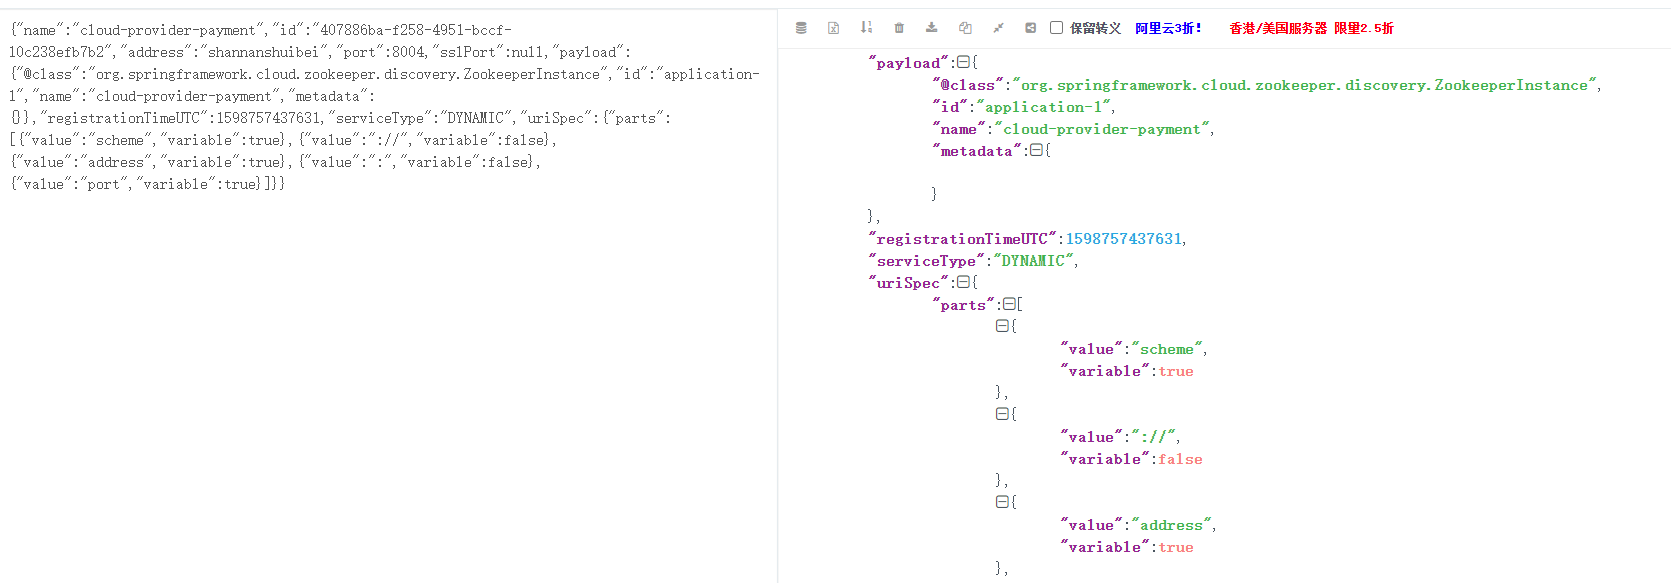 {"name":"cloud-provider-payment","id":"407886ba-f258-4951-bccf-
10c238efb7b2","address":"shannanshuibei","port":8004,"sslPort":null,"payload":
{"@class":"org.springframework.cloud.zookeeper.discovery.ZookeeperInstance","id":"application-
1","name":"cloud-provider-payment","metadata":
{}},"registrationTimeUTC":1598757437631,"serviceType":"DYNAMIC","uriSpec":{"parts":
[{"value":"scheme","variable":true},{"value":"://","variable":false},
{"value":"address","variable":true},{"value":":","variable":false},
{"value":"port","variable":true}]}}
保留转义 阿里云3折! 香港/美国服务器 限量2.5折
"payload":{
"@class":"org.springframework.cloud.zookeeper.discovery.ZookeeperInstance",
"id":"application-1",
"name":"cloud-provider-payment",
"metadata":{
}
},
"registrationTimeUTC":1598757437631,
"serviceType":"DYNAMIC",
"uriSpec":{
"parts":[
{
"value":"scheme",
"variable":true
},
{
"value":"://",
"variable":false
},
{
"value":"address",
"variable":true
},